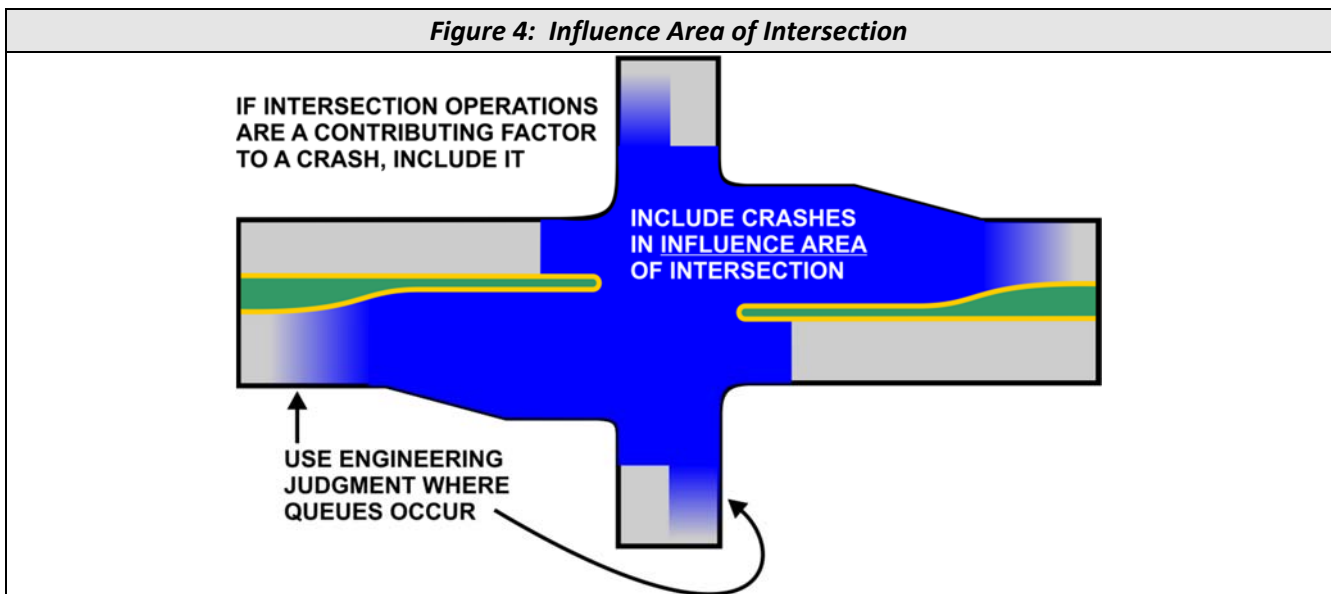 Figure 4: Influence Area of Intersection
IF INTERSECTION OPERATIONS
ARE A CONTRIBUTING FACTOR
TO A CRASH, INCLUDE IT
INCLUDE CRASHES
IN INFLUENCE AREA
OF INTERSECTION
USE ENGINEERING
JUDGMENT WHERE
QUEUES OCCUR